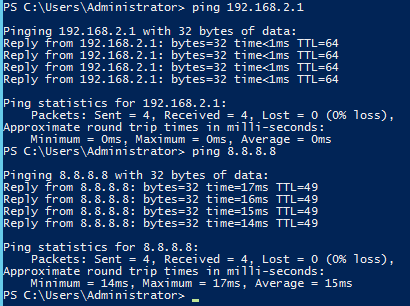 PS C:\Users\Administrator> ping 192.168.2.1
Pinging 192.168.2.1 with 32 bytes of data:
Reply from 192.168.2.1: bytes=32 time<1ms TTL=64
Reply from 192.168.2.1: bytes=32 time<1ms TTL=64
Reply from 192.168.2.1: bytes=32 time<1ms TTL=64
Reply from 192.168.2.1: bytes=32 time<1ms TTL=64
Ping statistics for 192.168.2.1:
    Packets: Sent = 4, Received = 4, Lost = 0 (0% loss),
Approximate round trip times in milli-seconds:
    Minimum = 0ms, Maximum = 0ms, Average = 0ms
PS C:\Users\Administrator> ping 8.8.8.8
Pinging 8.8.8.8 with 32 bytes of data:
Reply from 8.8.8.8: bytes=32 time=17ms TTL=49
Reply from 8.8.8.8: bytes=32 time=16ms TTL=49
Reply from 8.8.8.8: bytes=32 time=15ms TTL=49
Reply from 8.8.8.8: bytes=32 time=14ms TTL=49
Ping statistics for 8.8.8.8:
    Packets: Sent = 4, Received = 4, Lost = 0 (0% loss),
Approximate round trip times in milli-seconds:
    Minimum = 14ms, Maximum = 17ms, Average = 15ms
PS C:\Users\Administrator> _